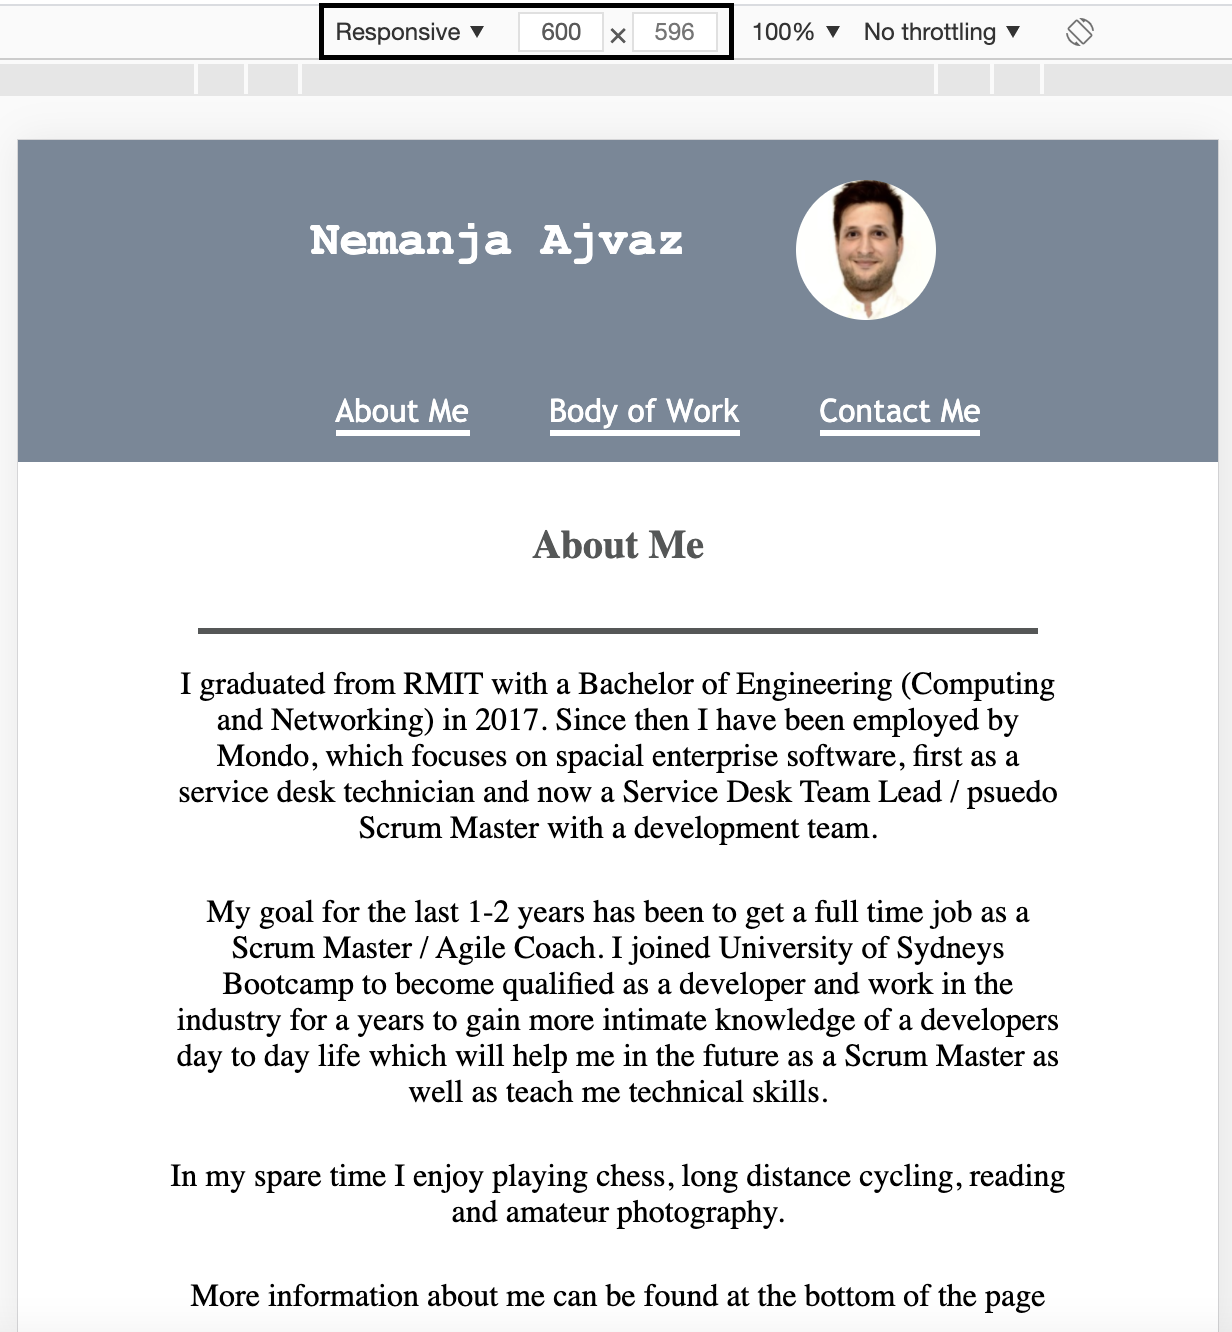 Responsive ▼ 600 × 596 100% ▼ No throttling ▼
Nemanja Ajvaz
About Me Body of Work Contact Me
About Me
I graduated from RMIT with a Bachelor of Engineering (Computing
and Networking) in 2017. Since then I have been employed by
Mondo, which focuses on spacial enterprise software, first as a
service desk technician and now a Service Desk Team Lead / psuedo
Scrum Master with a development team.
My goal for the last 1-2 years has been to get a full time job as a
Scrum Master / Agile Coach. I joined University of Sydneys
Bootcamp to become qualified as a developer and work in the
industry for a years to gain more intimate knowledge of a developers
day to day life which will help me in the future as a Scrum Master as
well as teach me technical skills.
In my spare time I enjoy playing chess, long distance cycling, reading
and amateur photography.
More information about me can be found at the bottom of the page